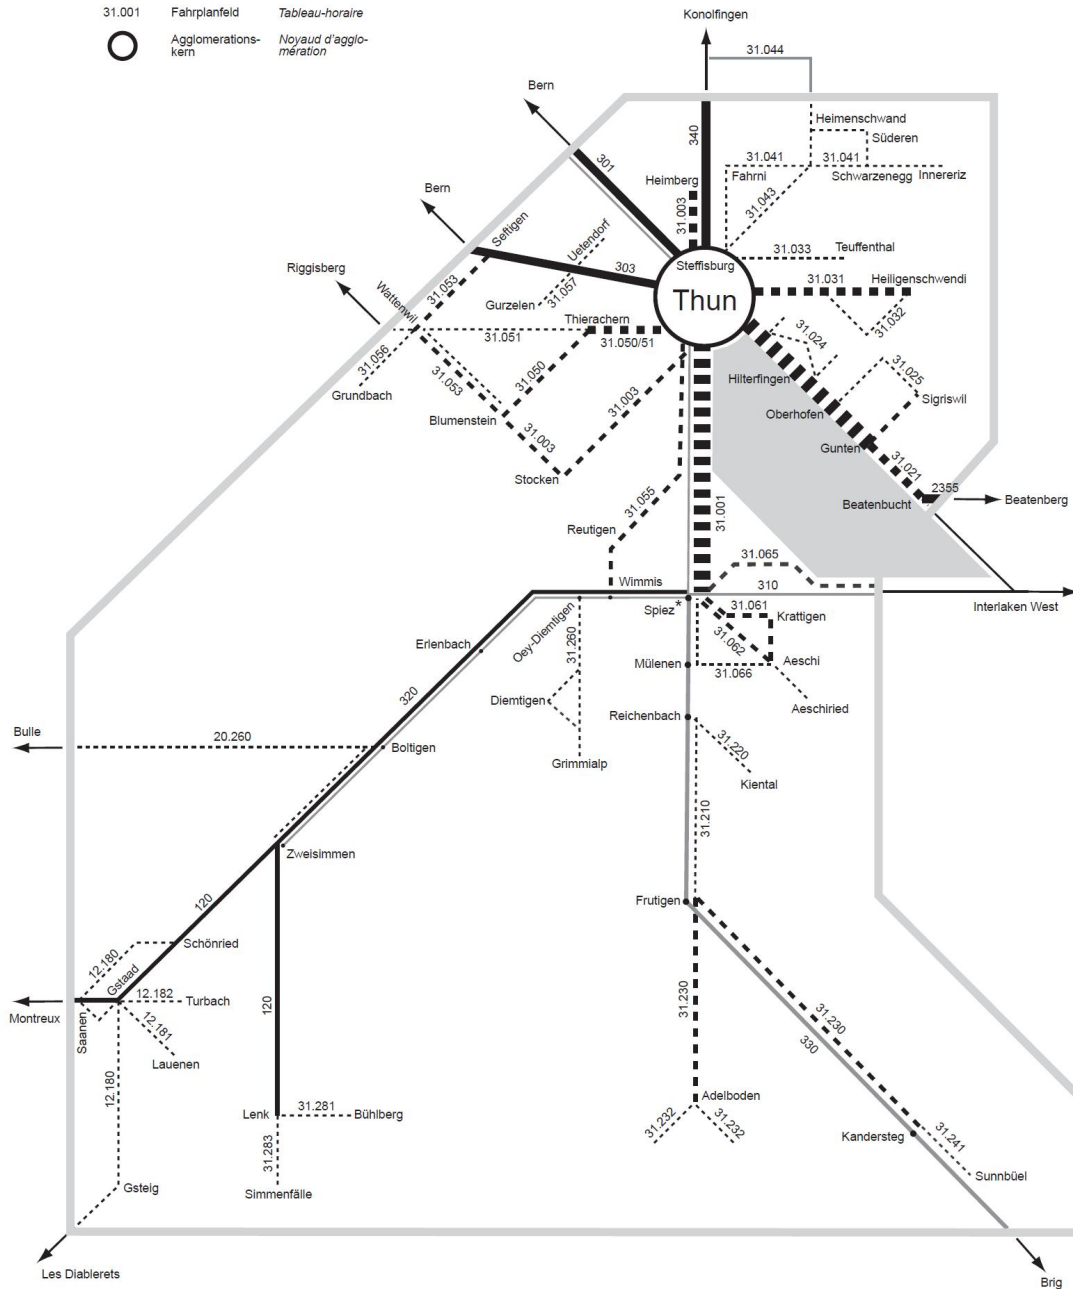 31.001 Fahrplanfeld Tableau-horaire
Agglomerations- Noyaud d'agglo-
kern mération
Konolfingen
31.044
Bern
Heimenschwand
Süderen
340
301
31.041 31.041
Heimberg Fahrni Schwarzenegg Innereriz
Bern
31.003
31.043
Seftigen
Uetendorf
31.033 Teuffenthal
Steffisburg
Riggisberg
303
31.053
31.057
31.031 Heiligenschwendi
Thun
Wattenwil
Gurzelen
Thierachern
31.032
31.051
31.050/51
31.024
31.056
31.050
31.053
31.025
Hilterfingen
Grundbach
31.003
Sigriswil
Oberhofen
Blumenstein
31.003
Gunten
31.021
Stocken
2355
Beatenbucht Beatenberg
31.055
31.001
Reutigen
31.065
Wimmis
310
Spiez*
Interlaken West
31.061
Krattigen
Oey-Diemtigen
31.260
31.062
Erlenbach
Mülenen
Aeschi
31.066
320
Diemtigen
Aeschiried
Reichenbach
Bulle
20.260
Boltigen
31.220
Grimmialp
Kiental
31.210
Zweisimmen
120
Frutigen
Schönried
12.180
Gstaad
12.182 Turbach
31.230
120
Montreux
Saanen
12.181
31.230
330
Lauenen
12.180
Adelboden
31.281
Lenk Bühlberg
31.232 31.232
31.241
Kandersteg
31.283
Sunnbüel
Gsteig
Simmenfälle
Les Diablerets
Brig